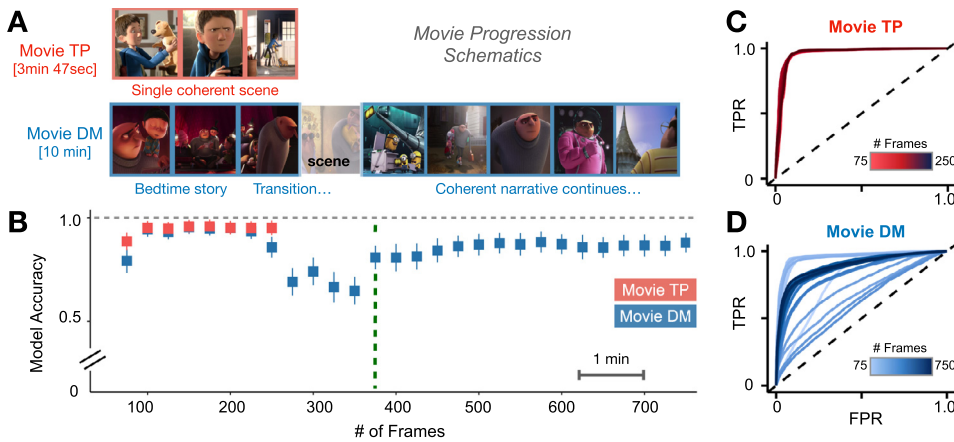 A
Movie TP
[3min 47sec]
Movie Progression
Schematics
Single coherent scene
Movie DM
[10 min]
scene
Bedtime story
Transition…
Coherent narrative continues…
B
Model Accuracy
1.0
0.5
0
Movie TP
Movie DM
1 min
100
200
300
400
500
600
700
# of Frames
C
Movie TP
TPR
1.0
0
# Frames
75
250
0
1.0
D
Movie DM
TPR
1.0
0
# Frames
75
750
0
1.0
FPR